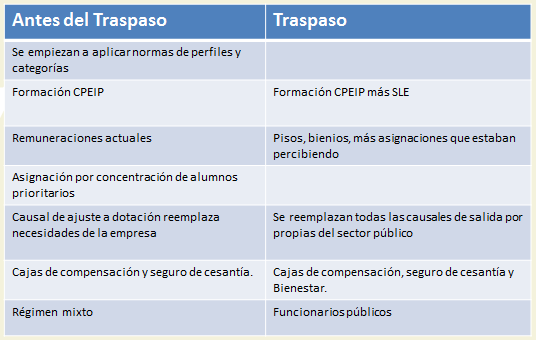 Antes del Traspaso
Traspaso
Se empiezan a aplicar normas de perfiles y
categorías
Formación CPEIP
Formación CPEIP más SLE
Remuneraciones actuales
Pisos, bienios, más asignaciones que estaban
percibiendo
Asignación por concentración de alumnos
prioritarios
Causal de ajuste a dotación reemplaza
necesidades de la empresa
Se reemplazan todas las causales de salida por
propias del sector público
Cajas de compensación y seguro de cesantía.
Cajas de compensación, seguro de cesantía y
Bienestar.
Régimen mixto
Funcionarios públicos